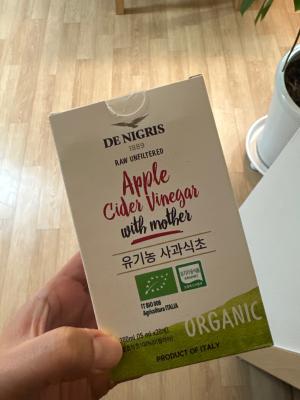 DE NIGRIS
1889
RAW UNFILTERED
Apple
Cider Vinegar
with mother
유기농 사과식초
IT BIO 006
Agricoltura ITALIA
ORGANIC
PRODUCT OF ITALY